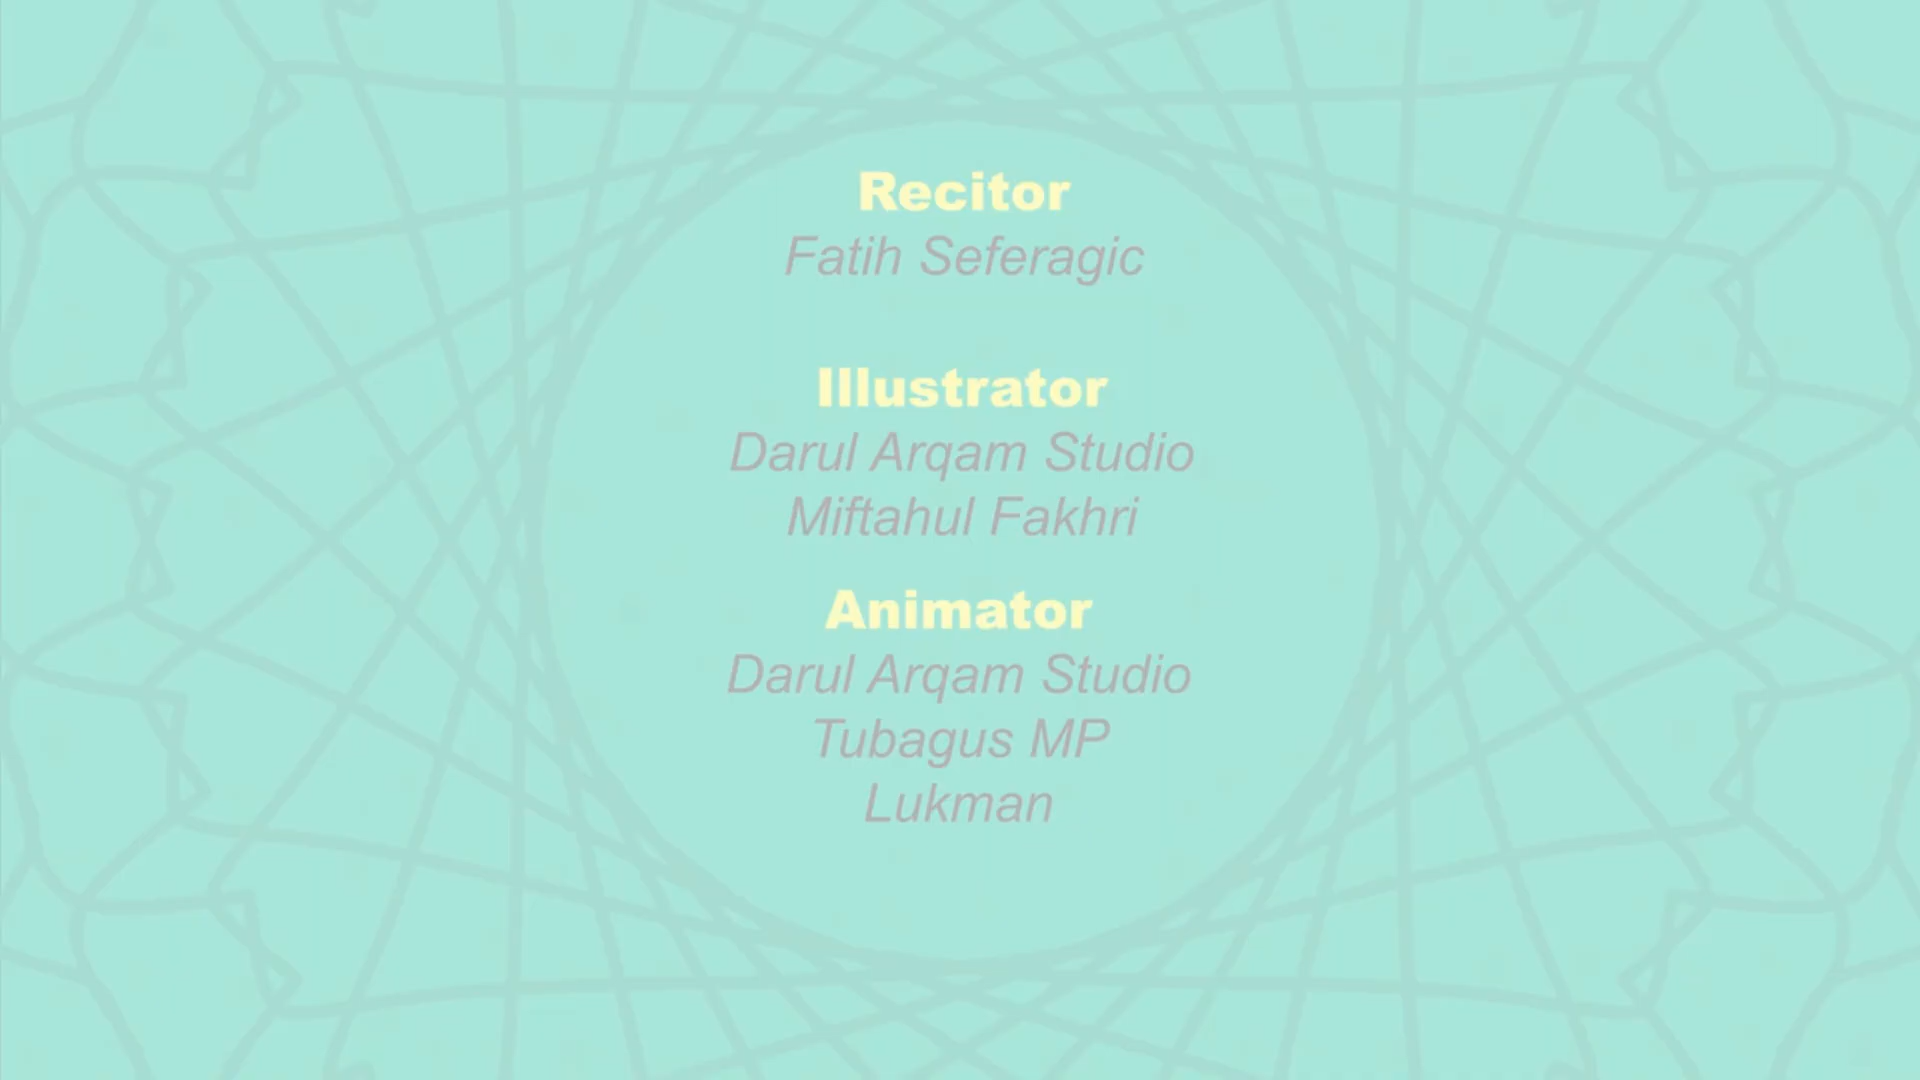 Recitor
Fatih Seferagic
Illustrator
Darul Arqam Studio
Miftahul Fakhri
Animator
Darul Arqam Studio
Tubagus MP
Lukman